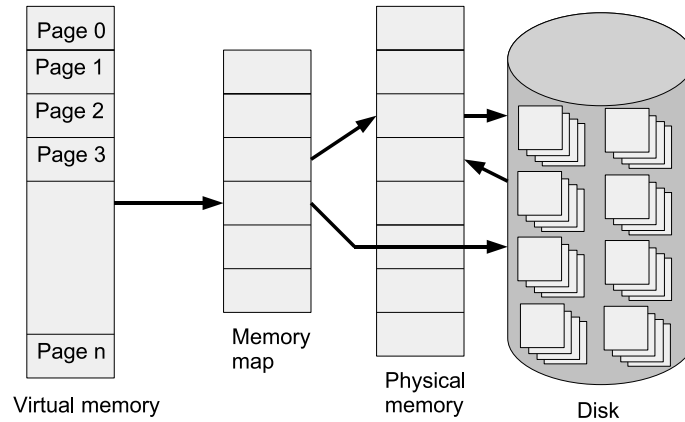 Page 0
Page 1
Page 2
Page 3
Page n
Virtual memory
Memory
map
Physical
memory
Disk